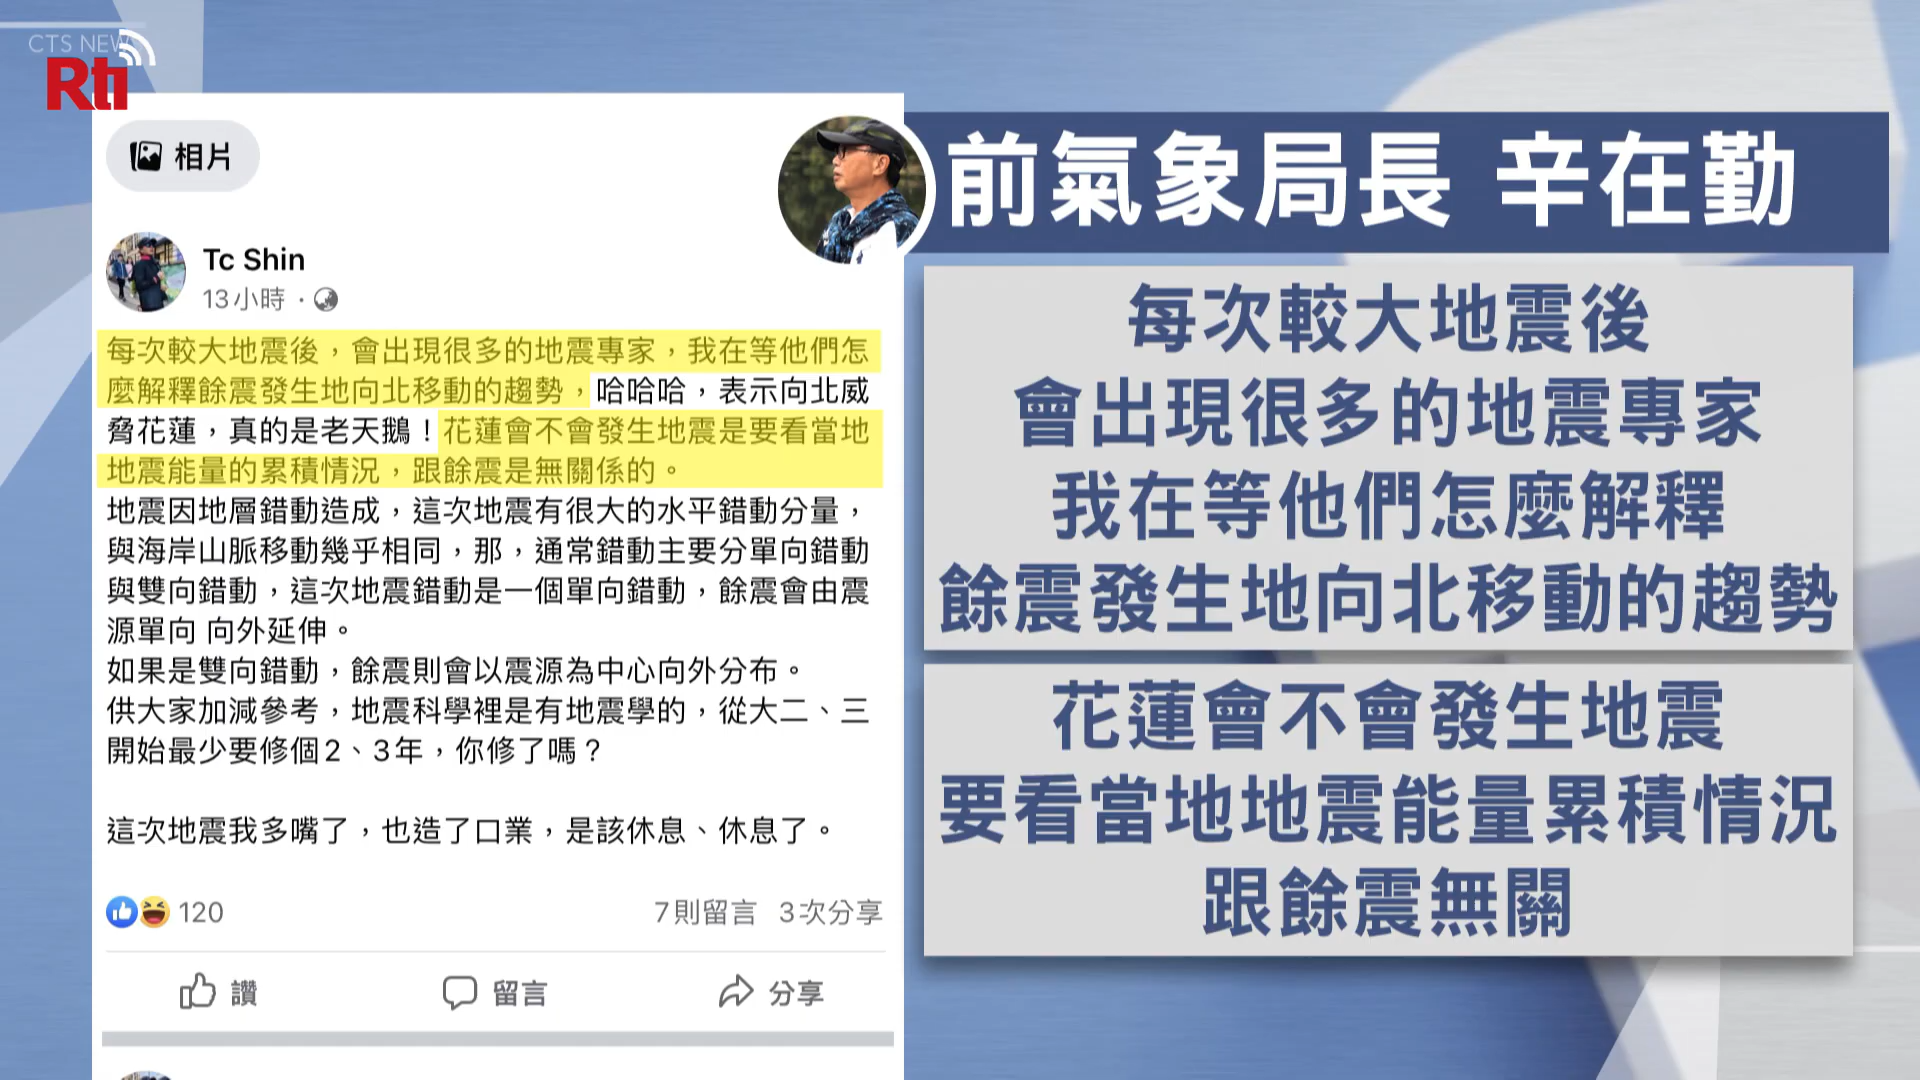 CTS NEW
Rti
相片
Tc Shin
13小時 ·
每次較大地震後，會出現很多的地震專家，我在等他們怎
麼解釋餘震發生地向北移動的趨勢，哈哈哈，表示向北威
脅花蓮，真的是老天鵝！花蓮會不會發生地震是要看當地
地震能量的累積情況，跟餘震是無關係的。
地震因地層錯動造成，這次地震有很大的水平錯動分量，
與海岸山脈移動幾乎相同，那，通常錯動主要分單向錯動
與雙向錯動，這次地震錯動是一個單向錯動，餘震會由震
源單向 向外延伸。
如果是雙向錯動，餘震則會以震源為中心向外分布。
供大家加減參考，地震科學裡是有地震學的，從大二、三
開始最少要修個2、3年，你修了嗎？
這次地震我多嘴了，也造了口業，是該休息、休息了。
120
7則留言 3次分享
讚
留言
分享
前氣象局長 辛在勤
每次較大地震後
會出現很多的地震專家
我在等他們怎麼解釋
餘震發生地向北移動的趨勢
花蓮會不會發生地震
要看當地地震能量累積情況
跟餘震無關